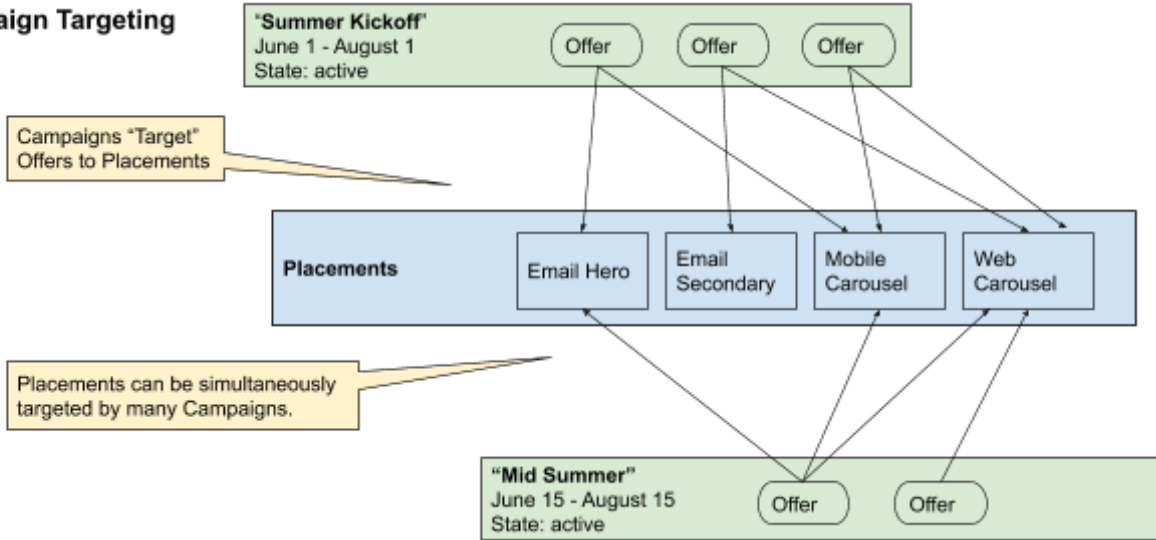 aign Targeting
"Summer Kickoff"
June 1 - August 1
State: active
Offer
Offer
Offer
Campaigns “Target”
Offers to Placements
Placements
Email Hero
Email
Secondary
Mobile
Carousel
Web
Carousel
Placements can be simultaneously
targeted by many Campaigns.
“Mid Summer”
June 15 - August 15
State: active
Offer
Offer